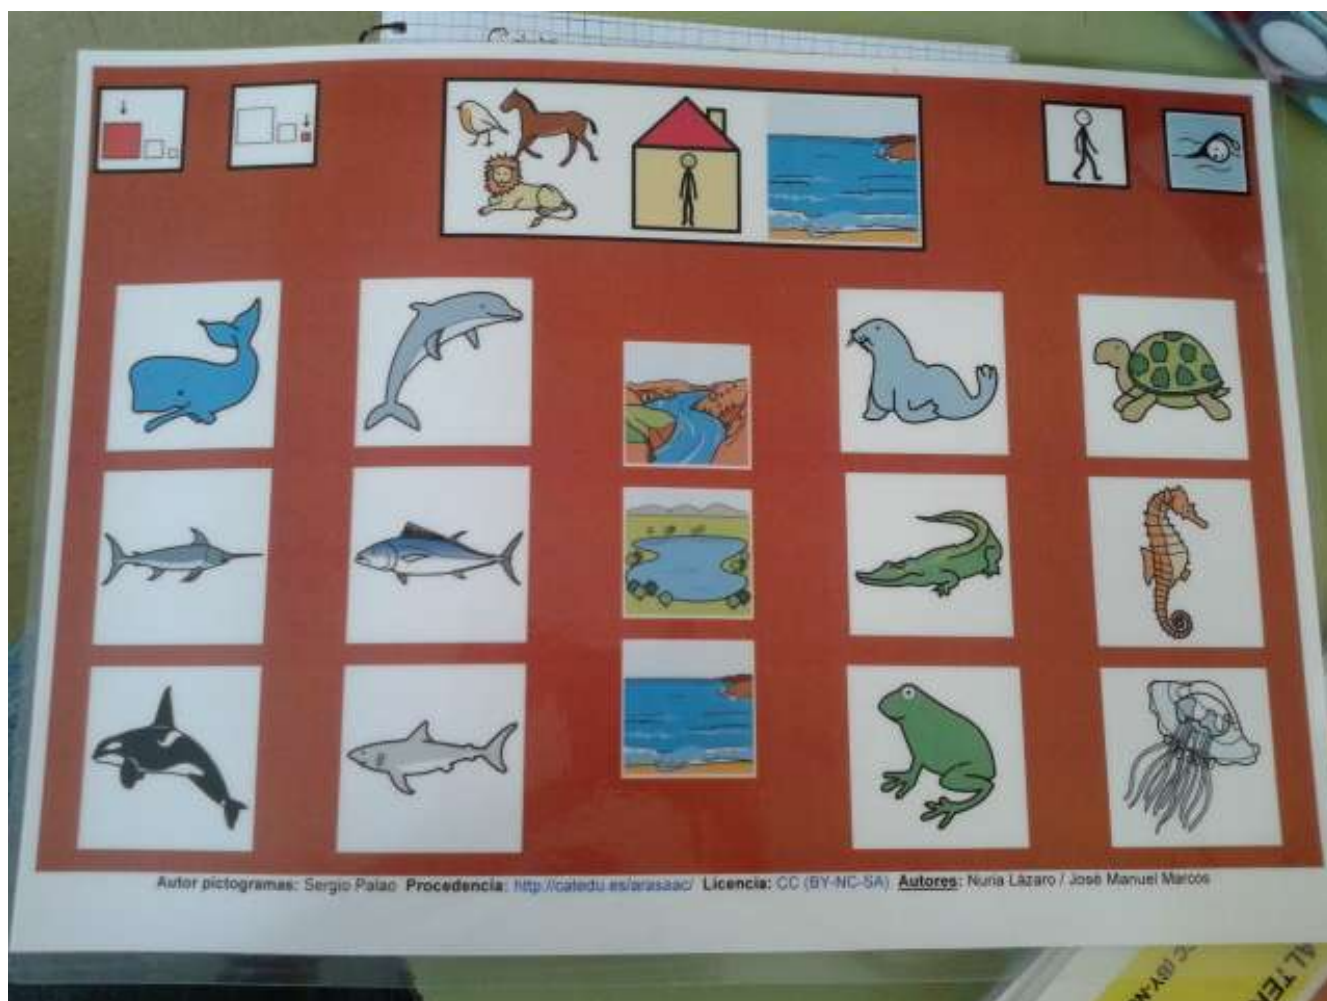 Autor pictogramas: Sergio Palao Procedencia: http://catedu.es/arasaac/ Licencia: CC (BY-NC-SA) Autores: Nuria Lázaro / José Manuel Marcos